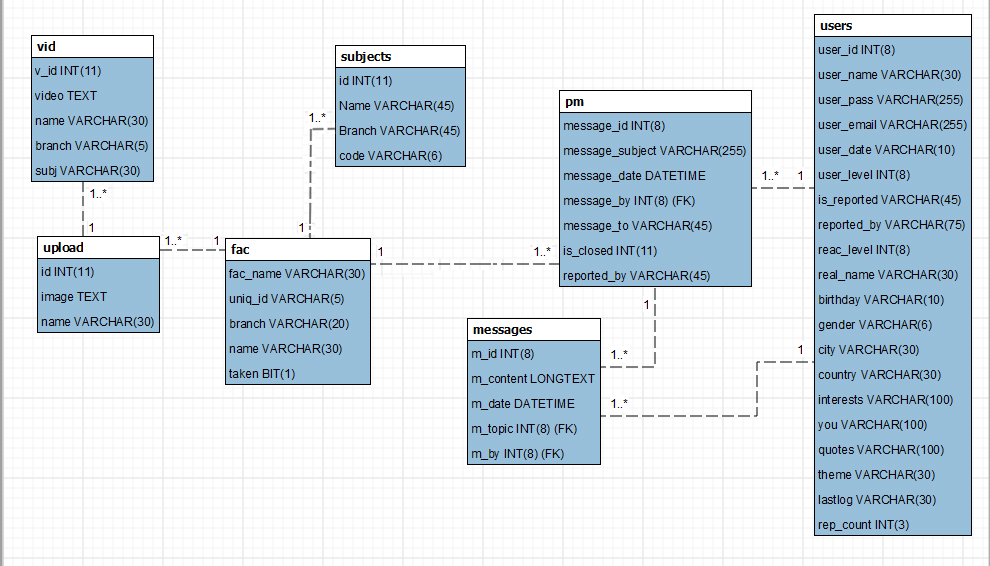 vid
v_id INT(11)
video TEXT
name VARCHAR(30)
branch VARCHAR(5)
subj VARCHAR(30)
1..*
1
upload
id INT(11)
image TEXT
name VARCHAR(30)
1..*
1
subjects
id INT(11)
Name VARCHAR(45)
Branch VARCHAR(45)
code VARCHAR(6)
1..*
1
fac
fac_name VARCHAR(30)
uniq_id VARCHAR(5)
branch VARCHAR(20)
name VARCHAR(30)
taken BIT(1)
1
1..*
pm
message_id INT(8)
message_subject VARCHAR(255)
message_date DATETIME
message_by INT(8) (FK)
message_to VARCHAR(45)
is_closed INT(11)
reported_by VARCHAR(45)
1..*
1
1
1..*
messages
m_id INT(8)
m_content LONGTEXT
m_date DATETIME
m_topic INT(8) (FK)
m_by INT(8) (FK)
1..*
1
users
user_id INT(8)
user_name VARCHAR(30)
user_pass VARCHAR(255)
user_email VARCHAR(255)
user_date VARCHAR(10)
user_level INT(8)
is_reported VARCHAR(45)
reported_by VARCHAR(75)
reac_level INT(8)
real_name VARCHAR(30)
birthday VARCHAR(10)
gender VARCHAR(6)
city VARCHAR(30)
country VARCHAR(30)
interests VARCHAR(100)
you VARCHAR(100)
quotes VARCHAR(100)
theme VARCHAR(30)
lastlog VARCHAR(30)
rep_count INT(3)